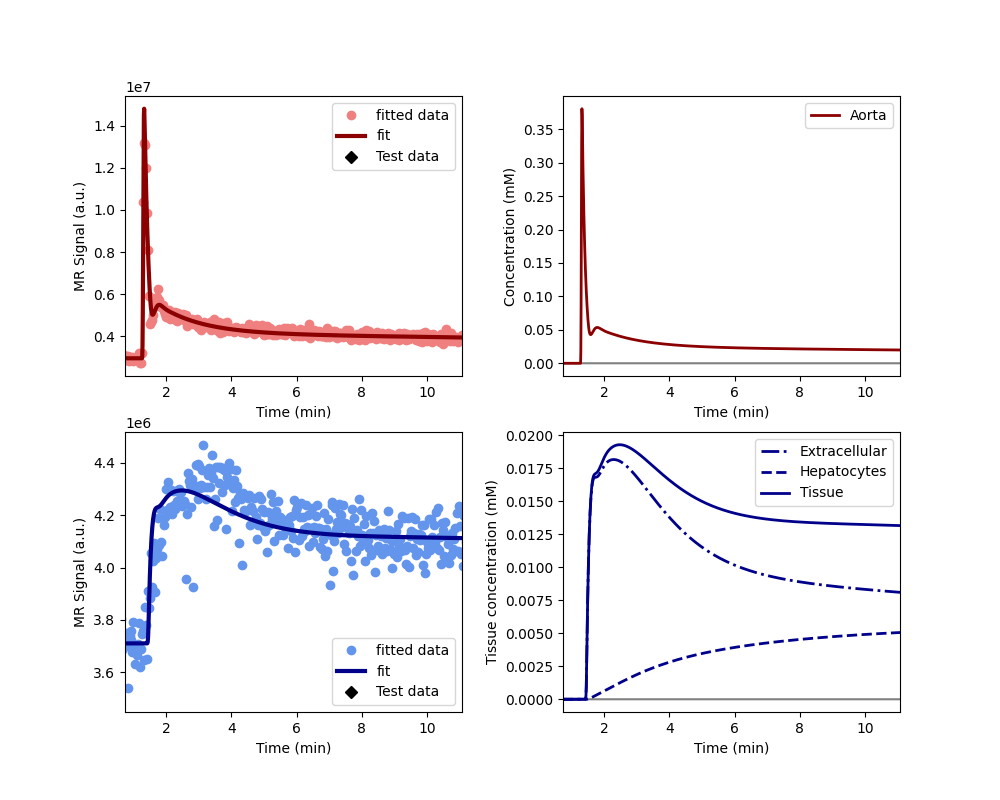 1e7
MR Signal (a.u.)
1.4
1.2
1.0
0.8
0.6
0.4
fitted data
fit
Test data
2 4 6 8 10
Time (min)
Concentration (mM)
0.35
0.30
0.25
0.20
0.15
0.10
0.05
0.00
Aorta
2 4 6 8 10
Time (min)
1e6
MR Signal (a.u.)
4.4
4.2
4.0
3.8
3.6
fitted data
fit
Test data
2 4 6 8 10
Time (min)
Tissue concentration (mM)
0.0200
0.0175
0.0150
0.0125
0.0100
0.0075
0.0050
0.0025
0.0000
Extracellular
Hepatocytes
Tissue
2 4 6 8 10
Time (min)